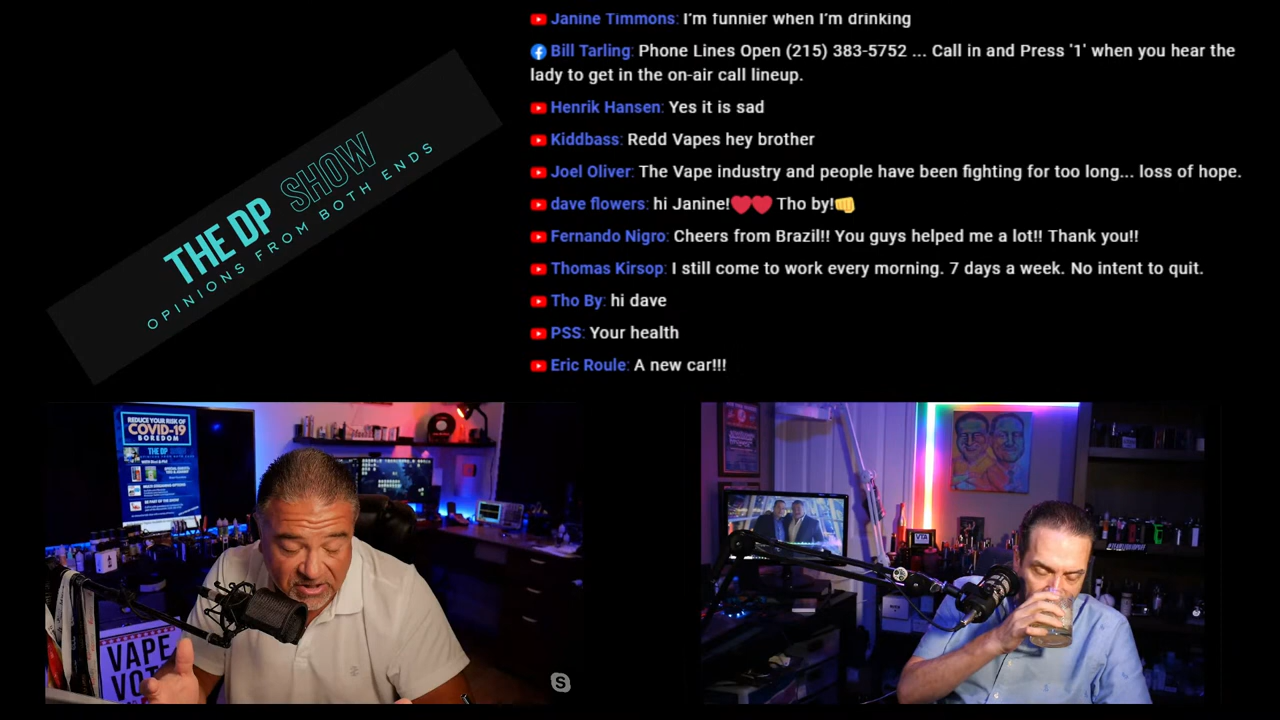 Janine Timmons: I'm funnier when I'm drinking
Bill Tarling: Phone Lines Open (215) 383-5752 ... Call in and Press '1' when you hear the
lady to get in the on-air call lineup.
Henrik Hansen: Yes it is sad
Kiddbass: Redd Vapes hey brother
Joel Oliver: The Vape industry and people have been fighting for too long... loss of hope.
dave flowers: hi Janine!❤️❤️ Tho by!👊
Fernando Nigro: Cheers from Brazil!! You guys helped me a lot!! Thank you!!
Thomas Kirsop: I still come to work every morning. 7 days a week. No intent to quit.
Tho By: hi dave
PSS: Your health
Eric Roule: A new car!!!
THE DP SHOW
OPINIONS FROM BOTH ENDS
REDUCE YOUR RISK OF
COVID-19
BOREDOM
THE DP SHOW
VAPE
VTA
S